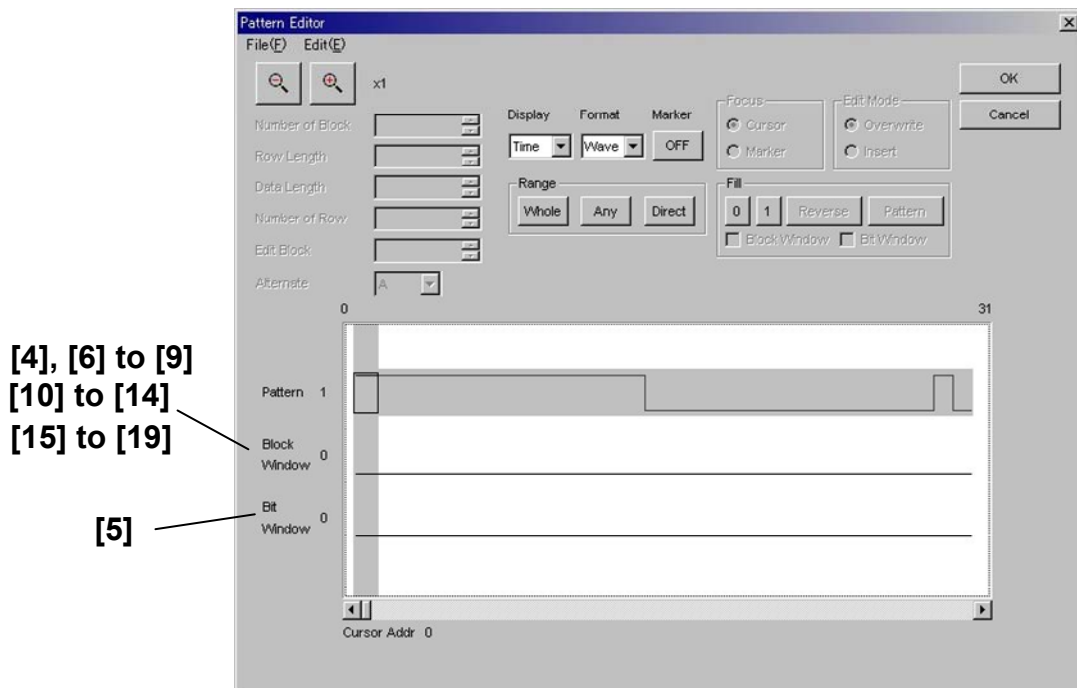 Pattern Editor
File(F) Edit(E)
x1
OK
Cancel
Number of Block
Row Length
Data Length
Number of Row
Edit Block
Alternate A
Display Format Marker
Time Wave OFF
Focus
Cursor
Marker
Edit Mode
Overwrite
Insert
Range
Whole Any Direct
Fill
0 1 Reverse Pattern
Block Window Bit Window
0 31
[4], [6] to [9]
[10] to [14]
[15] to [19]
[5]
Pattern 1
Block
Window 0
Bit
Window 0
Cursor Addr 0